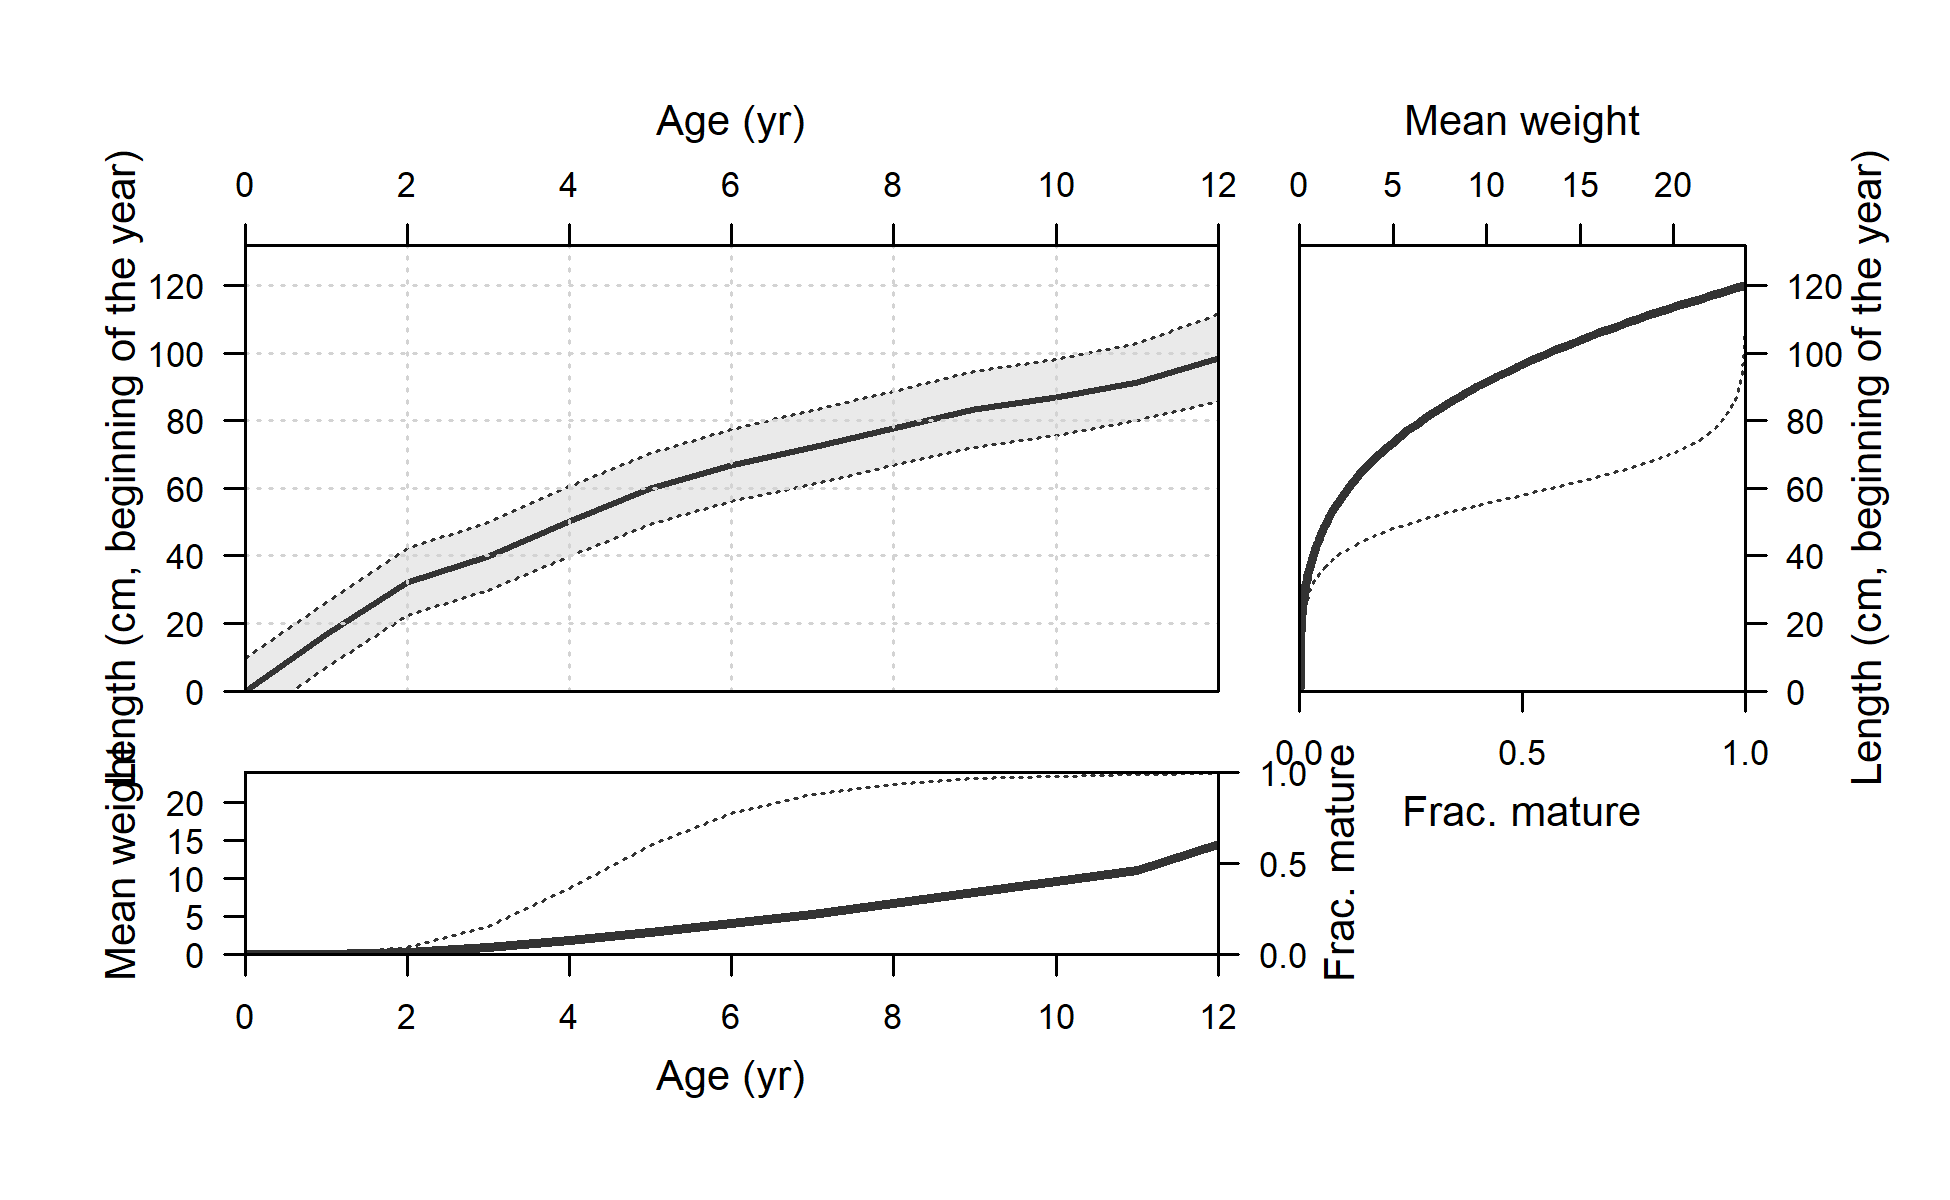 Age (yr)
Mean weight
0 2 4 6 8 10 12
0 5 10 15 20
Length (cm, beginning of the year)
120
100
80
60
40
20
0
120
100
80
60
40
20
0
Length (cm, beginning of the year)
0.0 0.5 1.0
Frac. mature
Mean weight
20
15
10
5
0
1.0
0.5
0.0
Frac. mature
0 2 4 6 8 10 12
Age (yr)